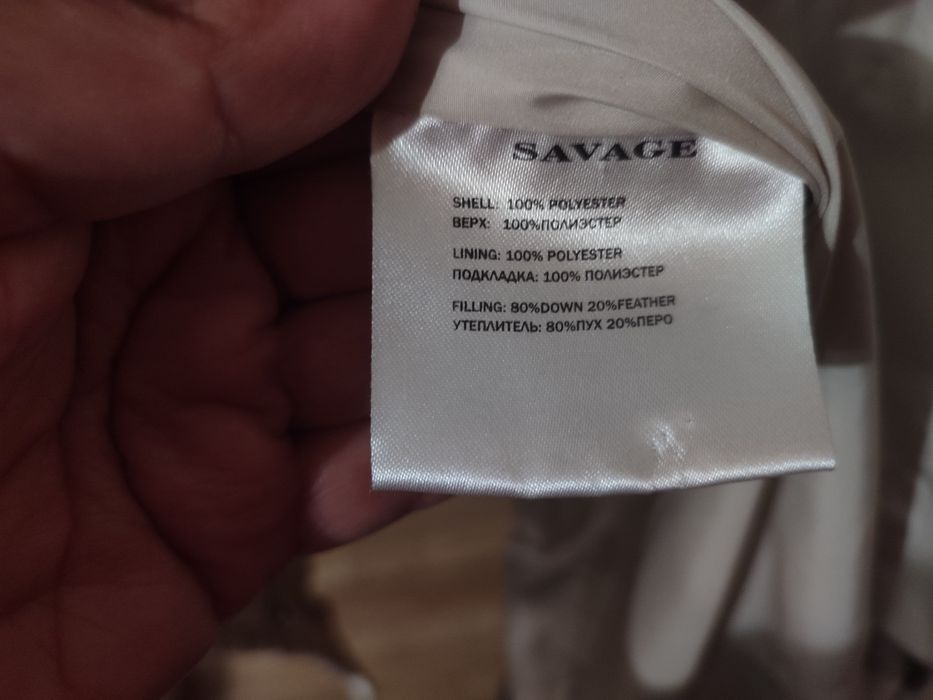 SAVAGE
SHELL: 100% POLYESTER
ВЕРХ: 100%ПОЛИЭСТЕР
LINING: 100% POLYESTER
ПОДКЛАДКА: 100% ПОЛИЭСТЕР
FILLING: 80%DOWN 20%FEATHER
УТЕПЛИТЕЛЬ: 80%ПУХ 20%ПЕРО